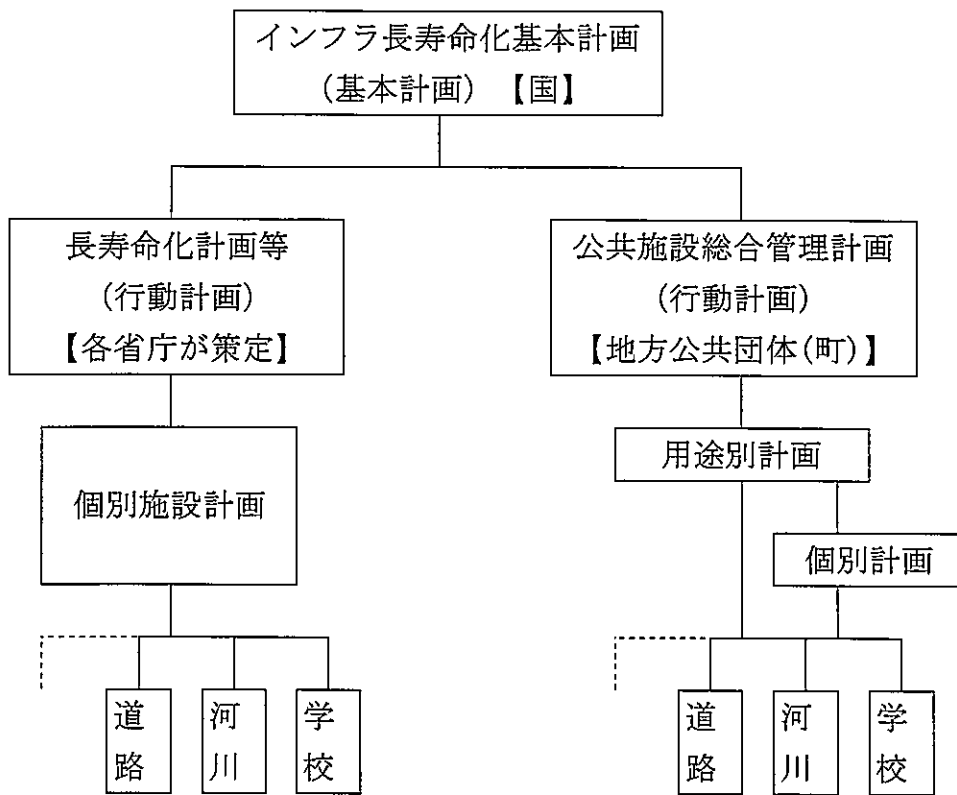 インフラ長寿命化基本計画
(基本計画)【国】
長寿命化計画等
(行動計画)
【各省庁が策定】
公共施設総合管理計画
(行動計画)
【地方公共団体(町)】
個別施設計画
用途別計画
個別計画
道路
河川
学校
道路
河川
学校